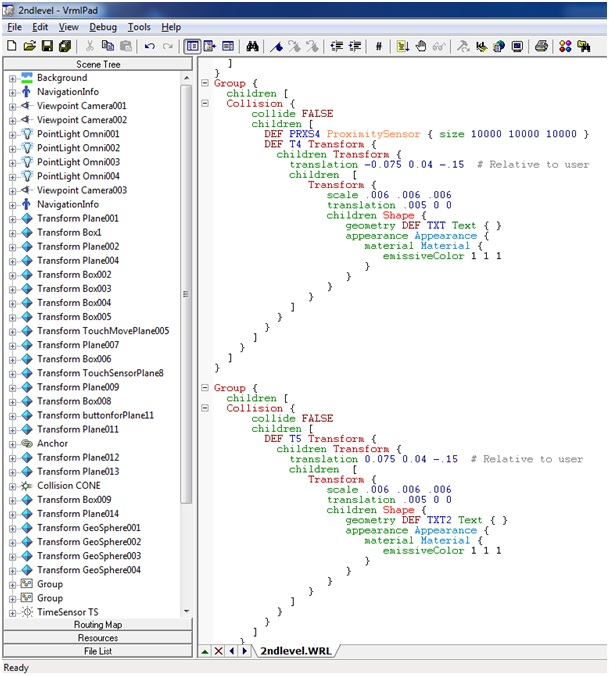 2ndlevel - VrmlPad
File Edit View Debug Tools Help
Scene Tree
Background
NavigationInfo
Viewpoint Camera001
Viewpoint Camera002
PointLight Omni001
PointLight Omni002
PointLight Omni003
PointLight Omni004
Viewpoint Camera003
NavigationInfo
Transform Plane001
Transform Box1
Transform Plane002
Transform Plane004
Transform Box002
Transform Box003
Transform Box004
Transform Box005
Transform TouchMovePlane005
Transform Plane007
Transform Box006
Transform TouchSensorPlane8
Transform Plane009
Transform Box008
Transform buttonforPlane11
Transform Plane011
Anchor
Transform Plane012
Transform Plane013
Collision CONE
Transform Box009
Transform Plane014
Transform GeoSphere001
Transform GeoSphere002
Transform GeoSphere003
Transform GeoSphere004
Group
Group
TimeSensor TS
Routing Map
Resources
File List
]
}
Group {
children [
Collision {
collide FALSE
children [
DEF PRXS4 ProximitySensor { size 10000 10000 10000 }
DEF T4 Transform {
children Transform {
translation -0.075 0.04 -.15 # Relative to user
children [
Transform {
scale .006 .006 .006
translation .005 0 0
children Shape {
geometry DEF TXT Text { }
appearance Appearance {
material Material {
emissiveColor 1 1 1
}
}
}
}
]
}
}
]
}
]
}
Group {
children [
Collision {
collide FALSE
children [
DEF T5 Transform {
children Transform {
translation 0.075 0.04 -.15 # Relative to user
children [
Transform {
scale .006 .006 .006
translation .005 0 0
children Shape {
geometry DEF TXT2 Text { }
appearance Appearance {
material Material {
emissiveColor 1 1 1
}
}
}
}
]
}
}
]
}
2ndlevel.WRL
Ready